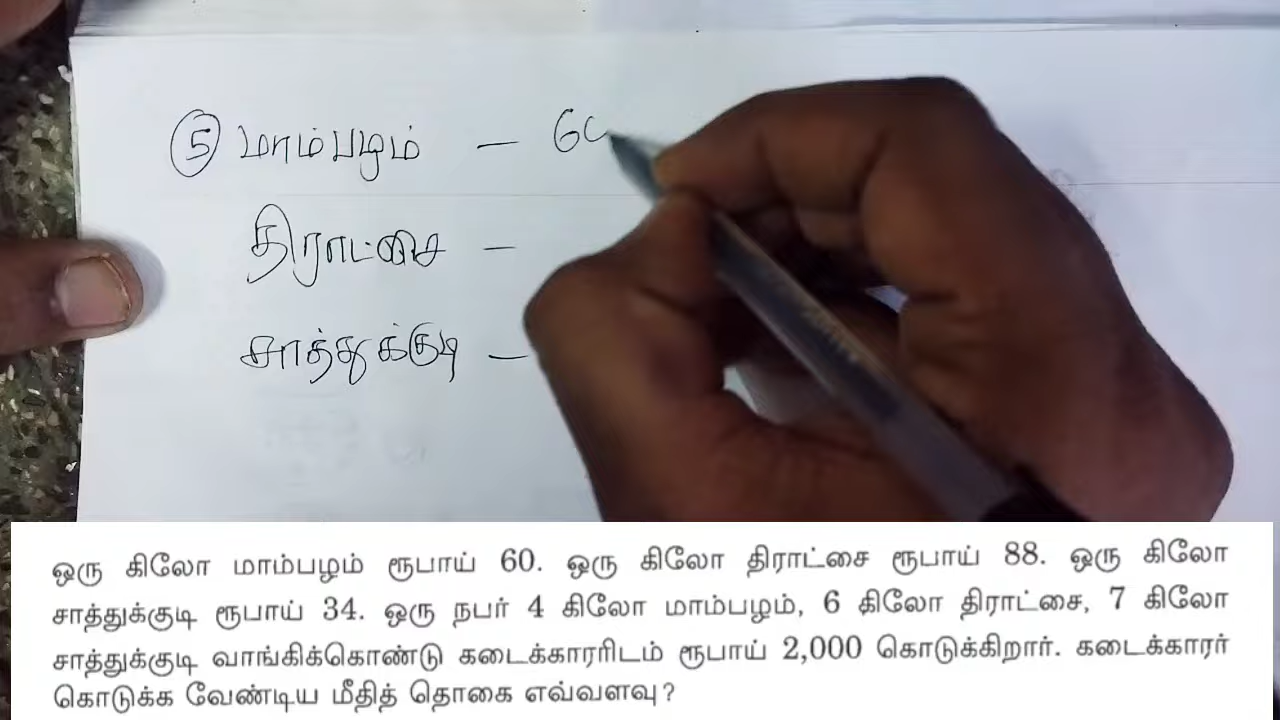 5 மாம்பழம் — 60
திராட்சை —
சாத்துக்குடி —
ஒரு கிலோ மாம்பழம் ரூபாய் 60. ஒரு கிலோ திராட்சை ரூபாய் 88. ஒரு கிலோ
சாத்துக்குடி ரூபாய் 34. ஒரு நபர் 4 கிலோ மாம்பழம், 6 கிலோ திராட்சை, 7 கிலோ
சாத்துக்குடி வாங்கிக்கொண்டு கடைக்காரரிடம் ரூபாய் 2,000 கொடுக்கிறார். கடைக்காரர்
கொடுக்க வேண்டிய மீதித் தொகை எவ்வளவு?